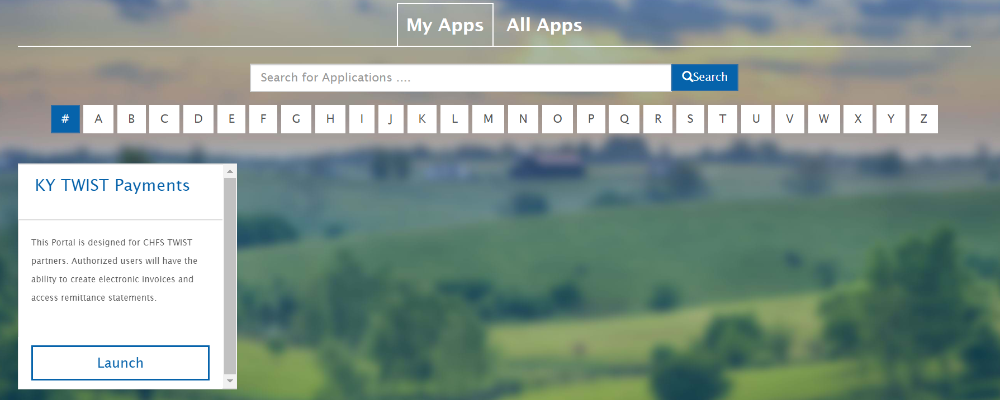 My Apps All Apps
Search for Applications ....
Search
# A B C D E F G H I J K L M N O P Q R S T U V W X Y Z
KY TWIST Payments
This Portal is designed for CHFS TWIST
partners. Authorized users will have the
ability to create electronic invoices and
access remittance statements.
Launch